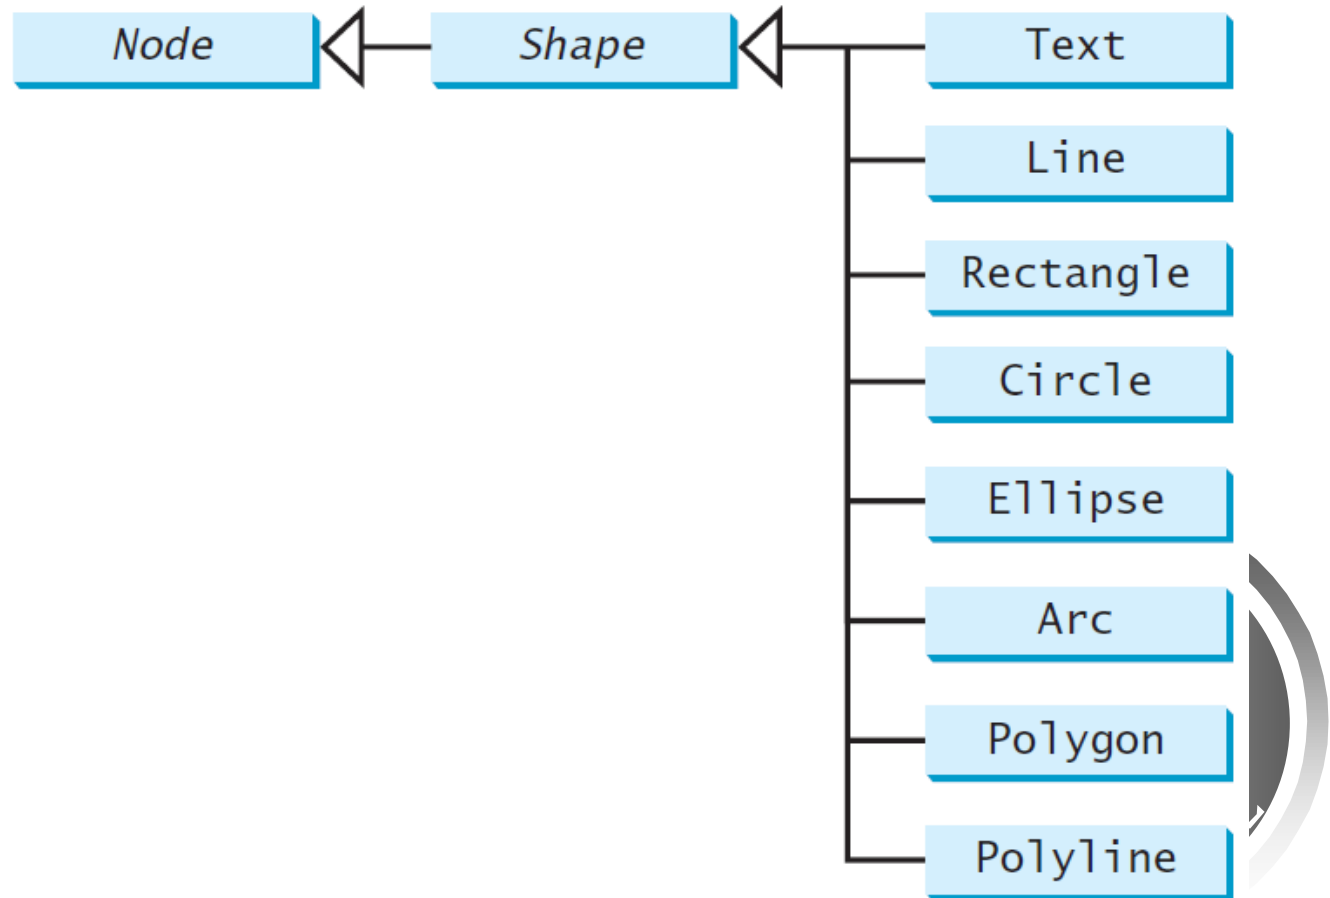 Node
Shape
Text
Line
Rectangle
Circle
Ellipse
Arc
Polygon
Polyline